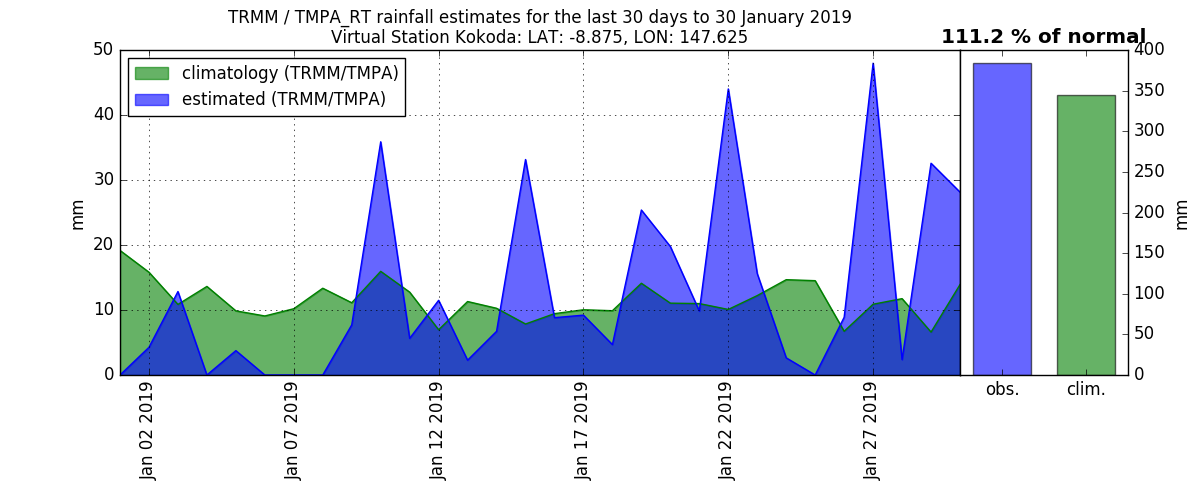 TRMM / TMPA_RT rainfall estimates for the last 30 days to 30 January 2019
Virtual Station Kokoda: LAT: -8.875, LON: 147.625
111.2 % of normal
climatology (TRMM/TMPA)
estimated (TRMM/TMPA)
50
40
30
20
10
0
mm
Jan 02 2019
Jan 07 2019
Jan 12 2019
Jan 17 2019
Jan 22 2019
Jan 27 2019
400
350
300
250
200
150
100
50
0
mm
obs.
clim.